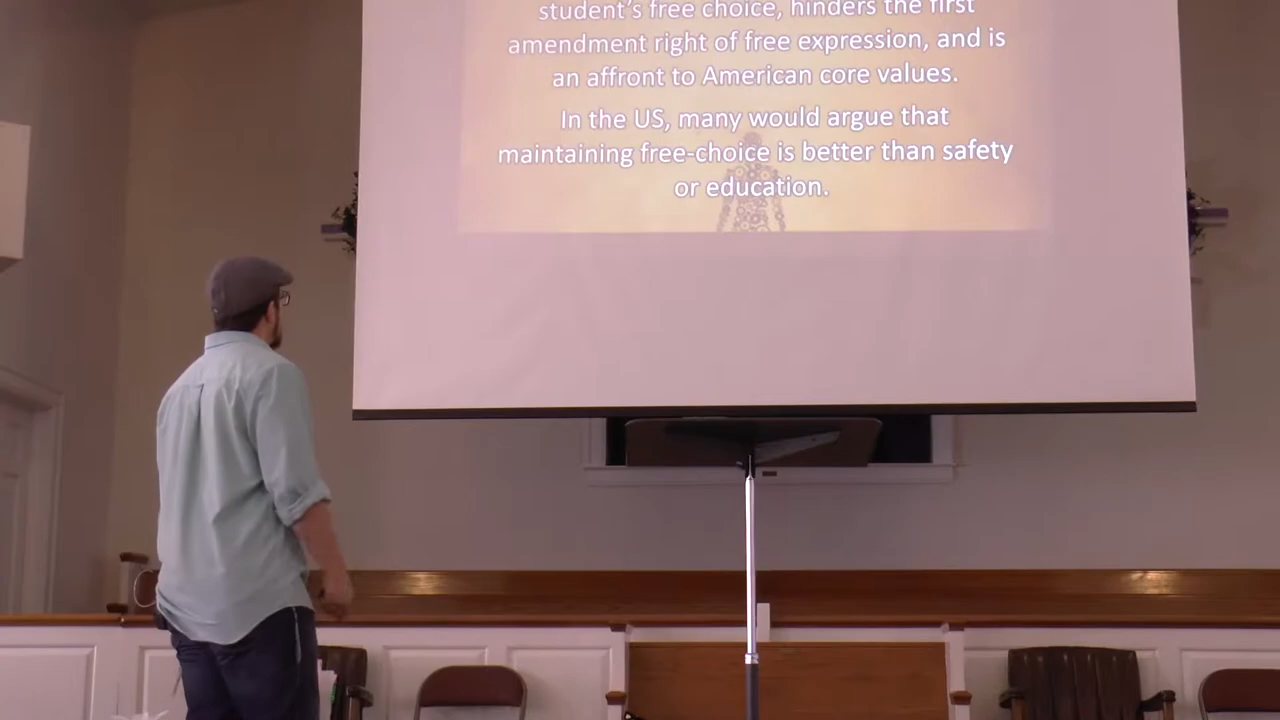 student's free choice, hinders the first
amendment right of free expression, and is
an affront to American core values.
In the US, many would argue that
maintaining free-choice is better than safety
or education.